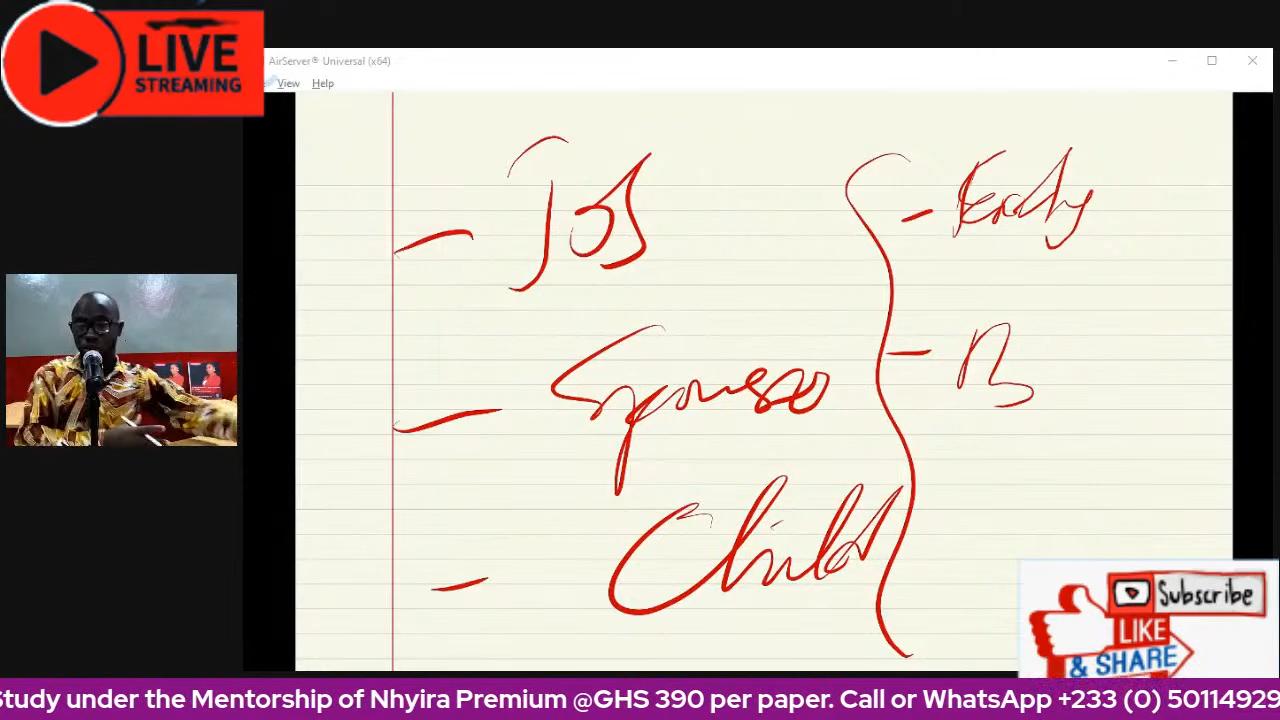 LIVE
STREAMING
AirServer® Universal (x64)
View Help
- Job
- Spouse
- Child
-
- B
Subscribe
LIKE
& SHARE
Study under the Mentorship of Nhyira Premium @GHS 390 per paper. Call or WhatsApp +233 (0) 50114929